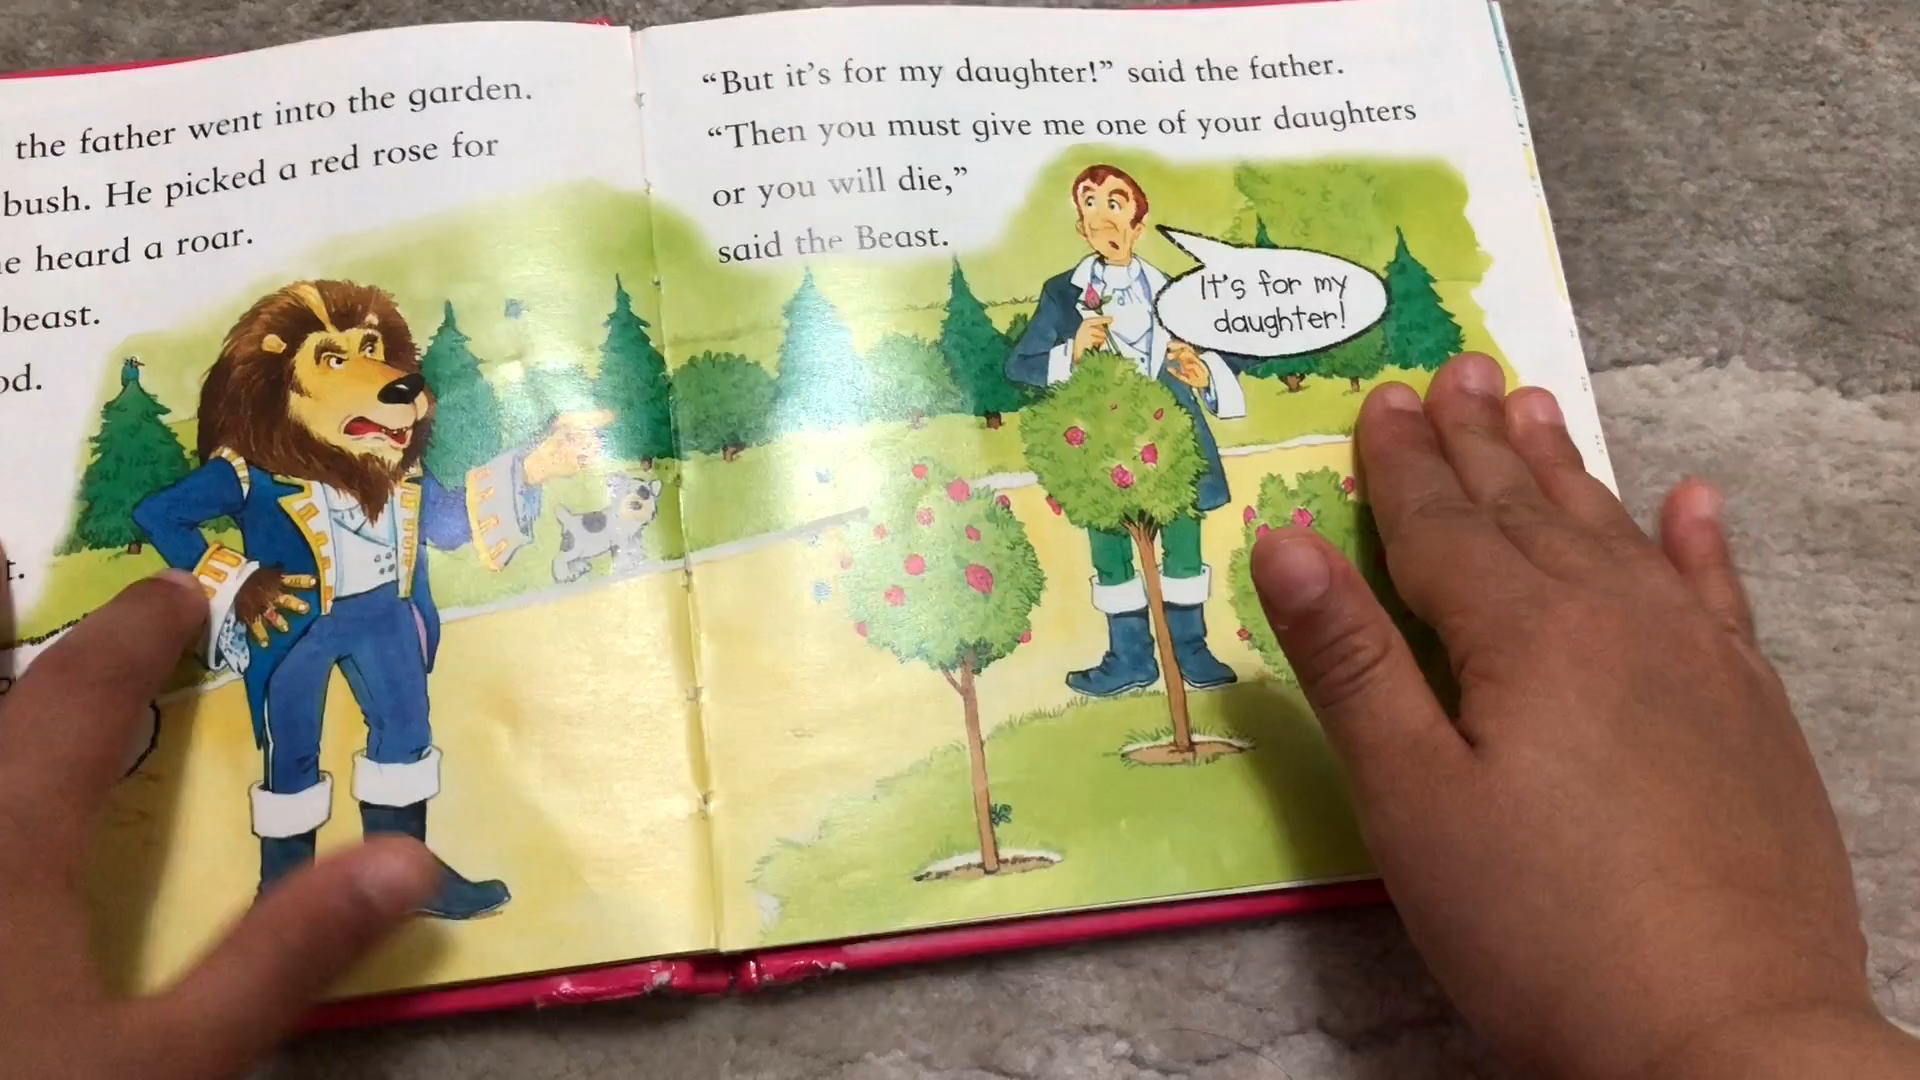 the father went into the garden.
bush. He picked a red rose for
heard a roar.
beast.
"But it's for my daughter!" said the father.
"Then you must give me one of your daughters
or you will die,"
said the Beast.
It's for my
daughter!